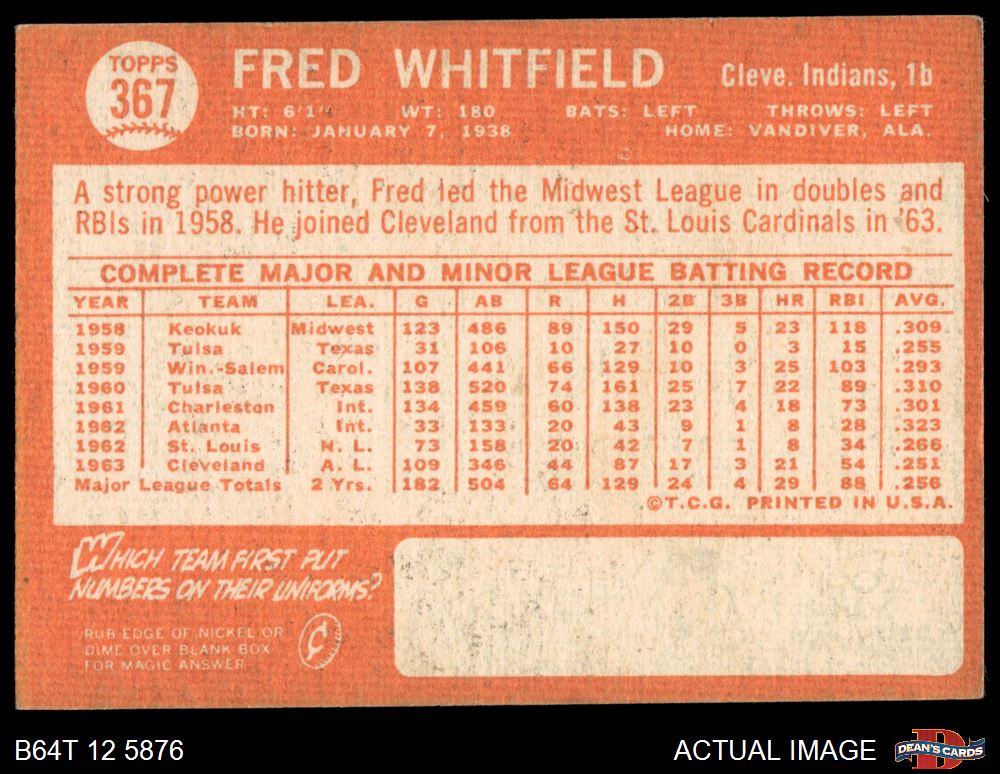 TOPPS
367
FRED WHITFIELD
Cleve. Indians, 1b
HT: 6'1" WT: 180 BATS: LEFT THROWS: LEFT
BORN: JANUARY 7, 1938 HOME: VANDIVER, ALA.
A strong power hitter, Fred led the Midwest League in doubles and
RBIs in 1958. He joined Cleveland from the St. Louis Cardinals in '63.
COMPLETE MAJOR AND MINOR LEAGUE BATTING RECORD
YEAR TEAM LEA. G AB R H 2B 3B HR RBI AVG.
1958 Keokuk Midwest 123 486 89 150 29 5 23 118 .309
1959 Tulsa Texas 31 106 10 27 10 0 3 15 .255
1959 Win.-Salem Carol. 107 441 66 129 10 3 25 103 .293
1960 Tulsa Texas 138 520 74 161 25 7 22 89 .310
1961 Charleston Int. 134 459 60 138 23 4 18 73 .301
1962 Atlanta Int. 33 133 20 43 9 1 8 28 .323
1962 St. Louis N. L. 73 158 20 42 7 1 8 34 .266
1963 Cleveland A. L. 109 346 44 87 17 3 21 54 .251
Major League Totals 2 Yrs. 182 504 64 129 24 4 29 88 .256
©T.C.G. PRINTED IN U.S.A.
WHICH TEAM FIRST PUT
NUMBERS ON THEIR UNIFORMS?
RUB EDGE OF NICKEL OR
DIME OVER BLANK BOX
FOR MAGIC ANSWER
¢
B64T 12 5876
ACTUAL IMAGE
D
DEAN'S CARDS